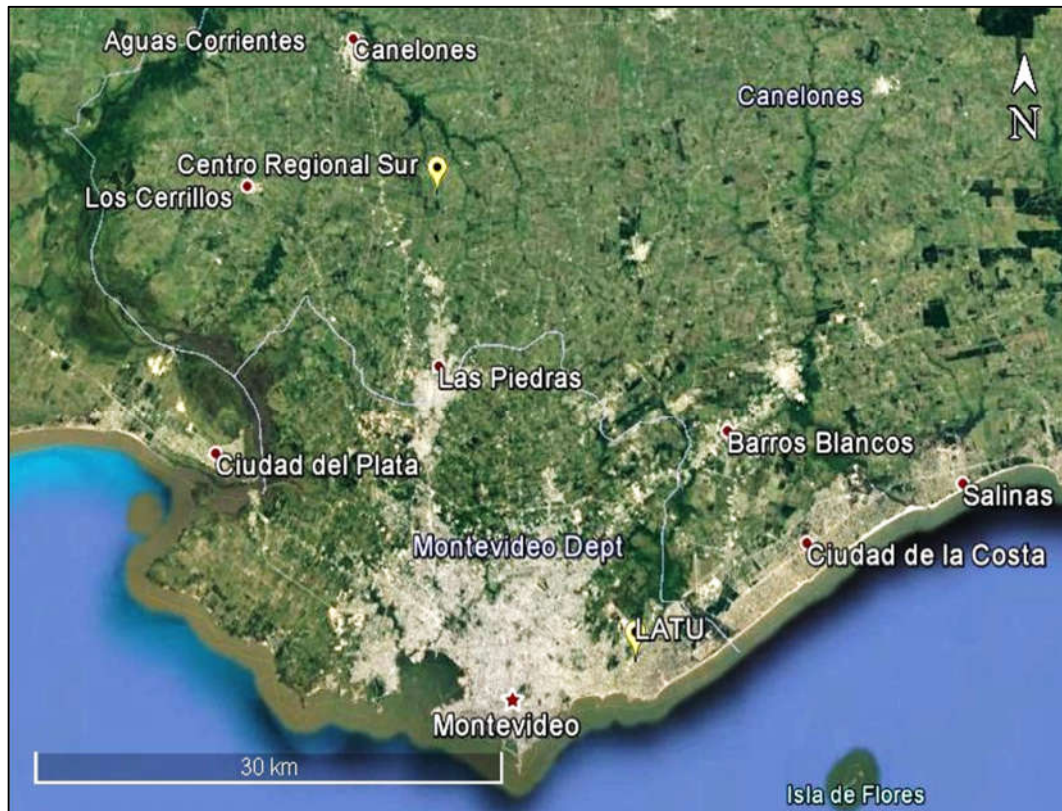 Aguas Corrientes
Canelones
Canelones
N
Centro Regional Sur
Los Cerrillos
Las Piedras
Barros Blancos
Ciudad del Plata
Salinas
Montevideo Dept
Ciudad de la Costa
LATU
Montevideo
30 km
Isla de Flores